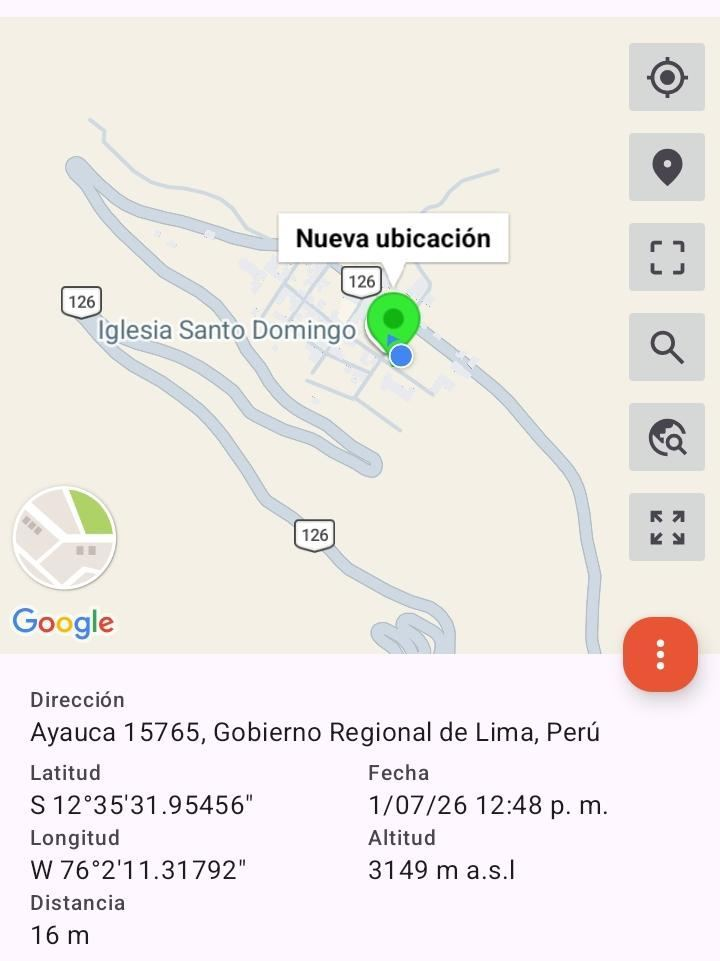 Nueva ubicación
126
126
Iglesia Santo Domingo
126
Google
Dirección
Ayauca 15765, Gobierno Regional de Lima, Perú
Latitud
S 12°35'31.95456"
Fecha
1/07/26 12:48 p. m.
Longitud
W 76°2'11.31792"
Altitud
3149 m a.s.l
Distancia
16 m